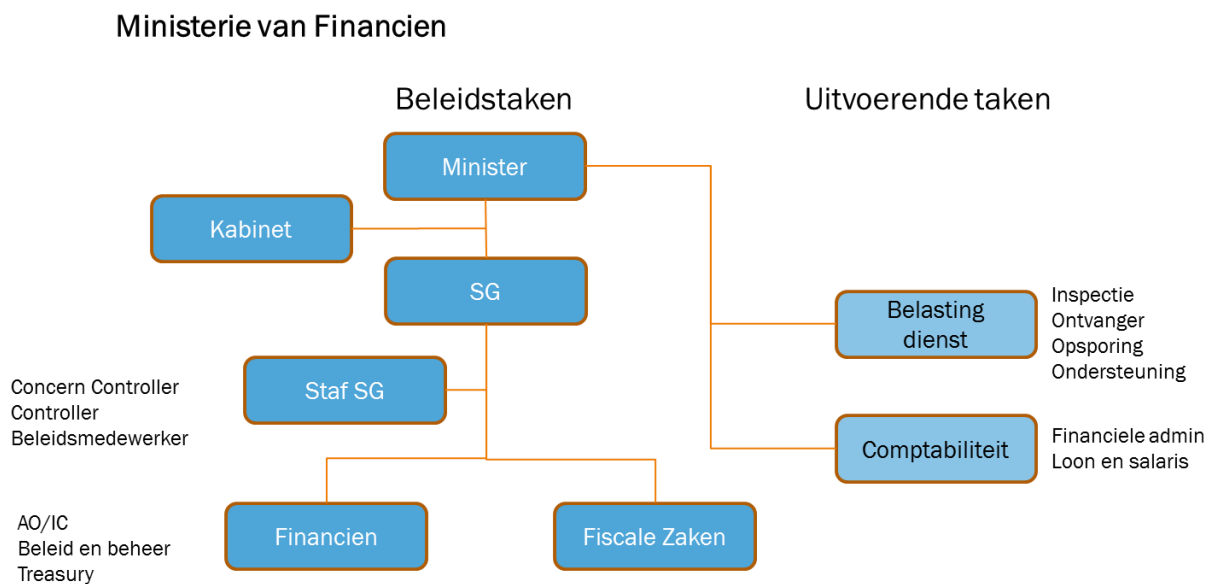 Ministerie van Financien
Beleidstaken
Uitvoerende taken
Minister
Kabinet
SG
Belasting
dienst
Inspectie
Ontvanger
Opsporing
Ondersteuning
Staf SG
Concern Controller
Controller
Beleidsmedewerker
Comptabiliteit
Financiele admin
Loon en salaris
Financien
AO/IC
Beleid en beheer
Treasury
Fiscale Zaken